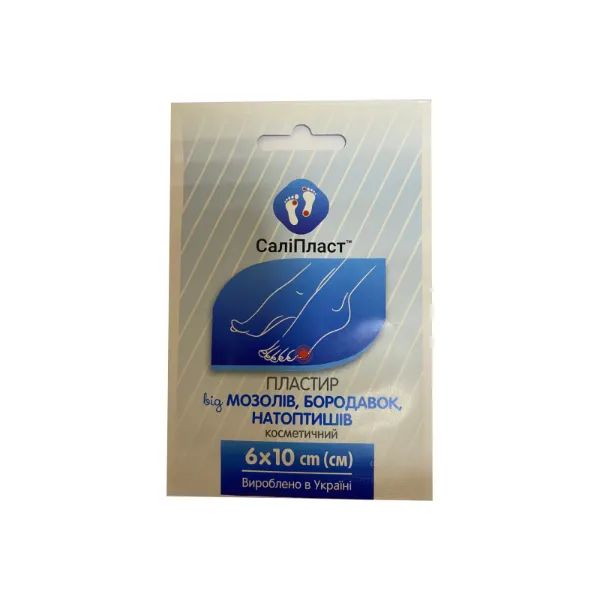 СаліПласт™
ПЛАСТИР
від МОЗОЛІВ, БОРОДАВОК,
НАТОПТИШІВ
косметичний
6х10 cm (см)
Вироблено в Україні